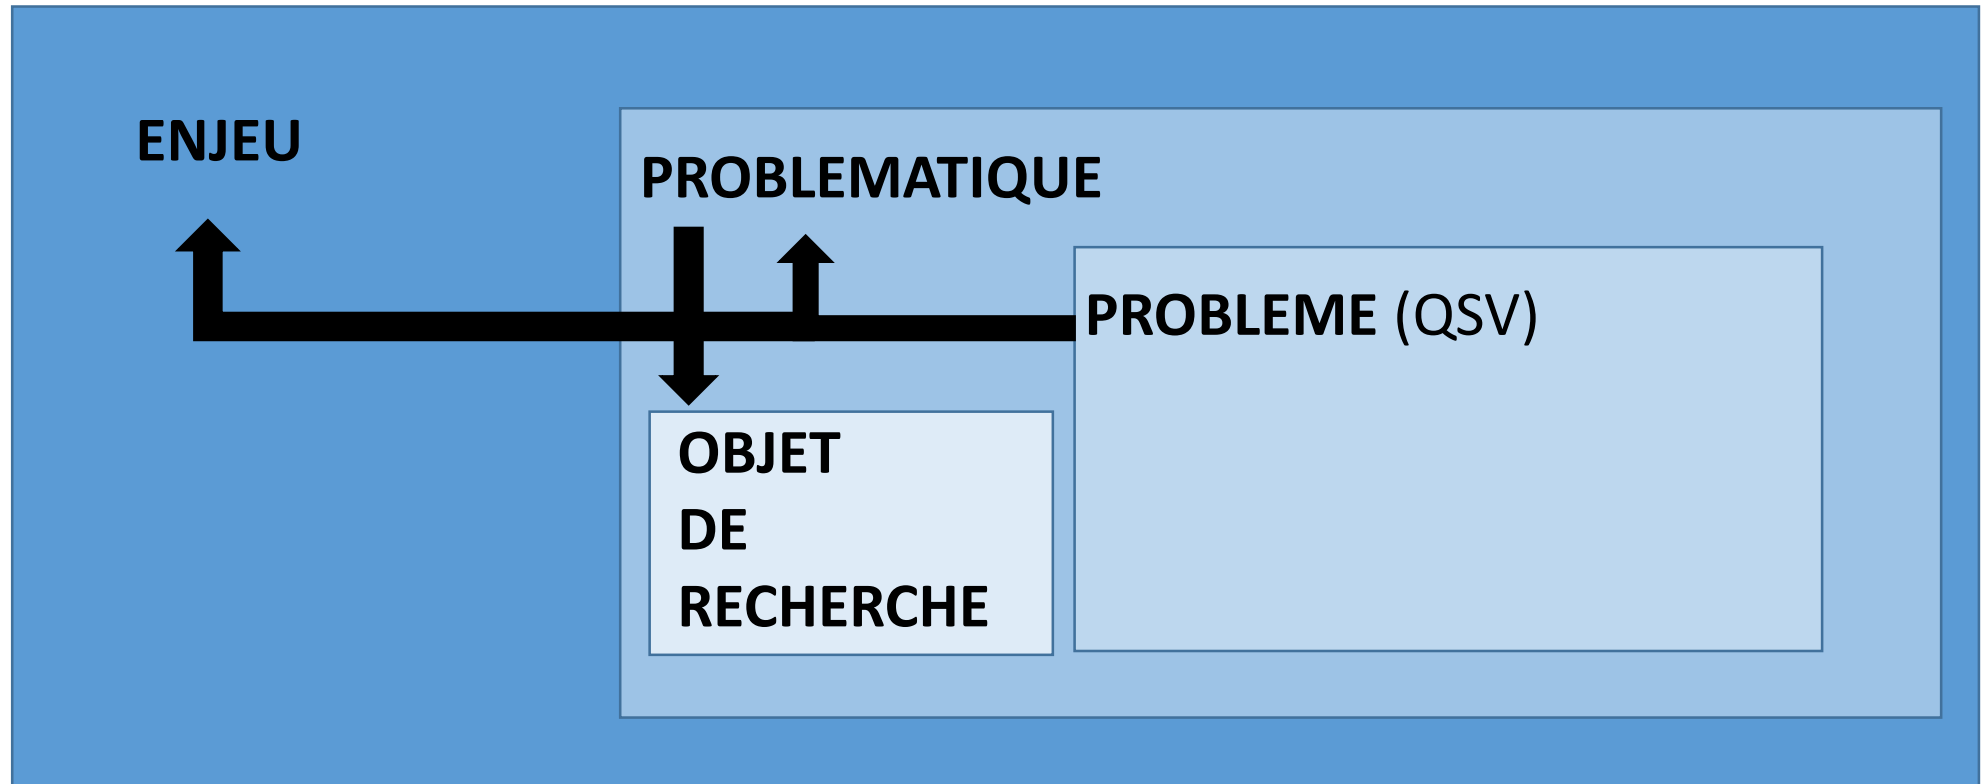 ENJEU
PROBLEMATIQUE
PROBLEME (QSV)
OBJET
DE
RECHERCHE